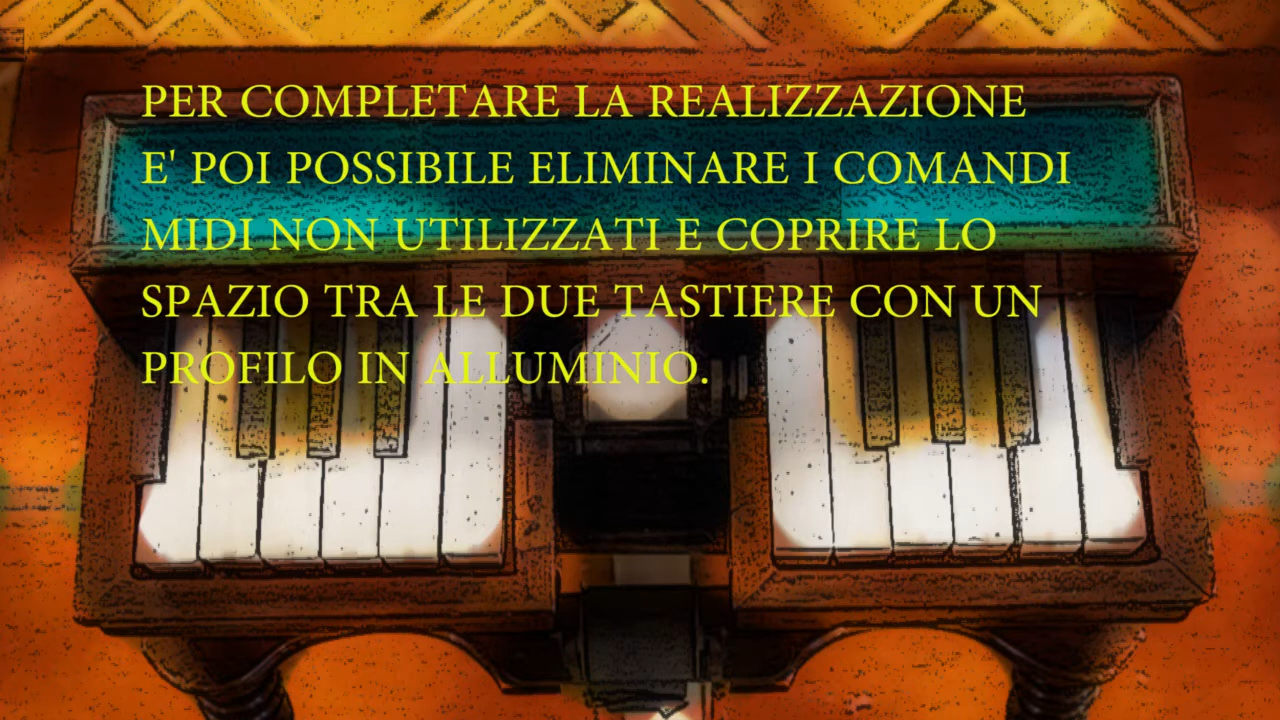 PER COMPLETARE LA REALIZZAZIONE
E' POI POSSIBILE ELIMINARE I COMANDI
MIDI NON UTILIZZATI E COPRIRE LO
SPAZIO TRA LE DUE TASTIERE CON UN
PROFILO IN ALLUMINIO.